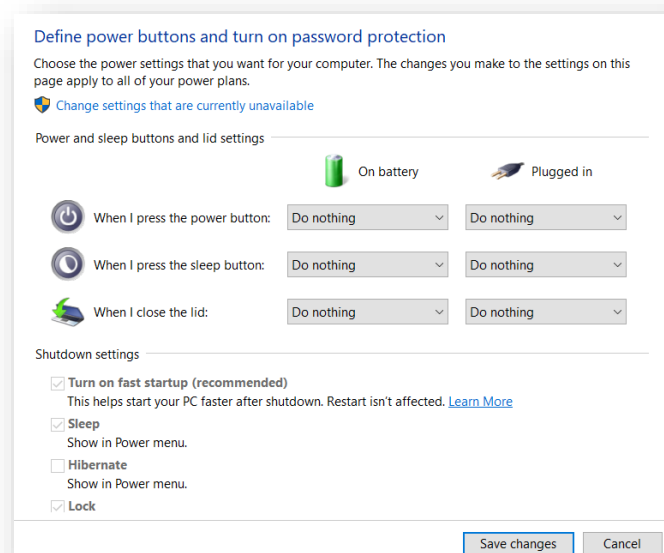 Define power buttons and turn on password protection
Choose the power settings that you want for your computer. The changes you make to the settings on this
page apply to all of your power plans.
Change settings that are currently unavailable
Power and sleep buttons and lid settings
On battery Plugged in
When I press the power button: Do nothing Do nothing
When I press the sleep button: Do nothing Do nothing
When I close the lid: Do nothing Do nothing
Shutdown settings
Turn on fast startup (recommended)
This helps start your PC faster after shutdown. Restart isn't affected. Learn More
Sleep
Show in Power menu.
Hibernate
Show in Power menu.
Lock
Save changes Cancel